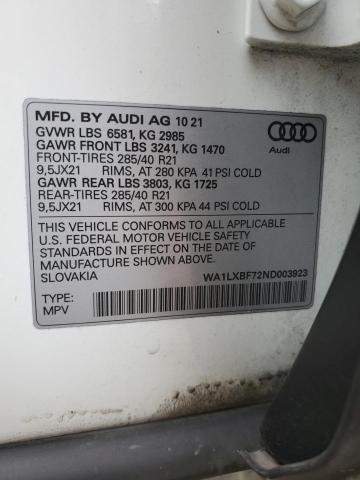 MFD. BY AUDI AG 10 21
GVWR LBS 6581, KG 2985
GAWR FRONT LBS 3241, KG 1470
FRONT-TIRES 285/40 R21
9,5JX21 RIMS, AT 280 KPA 41 PSI COLD
GAWR REAR LBS 3803, KG 1725
REAR-TIRES 285/40 R21
9,5JX21 RIMS, AT 300 KPA 44 PSI COLD
Audi
THIS VEHICLE CONFORMS TO ALL APPLICABLE
U.S. FEDERAL MOTOR VEHICLE SAFETY
STANDARDS IN EFFECT ON THE DATE OF
MANUFACTURE SHOWN ABOVE.
SLOVAKIA WA1LXBF72ND003923
TYPE:
MPV